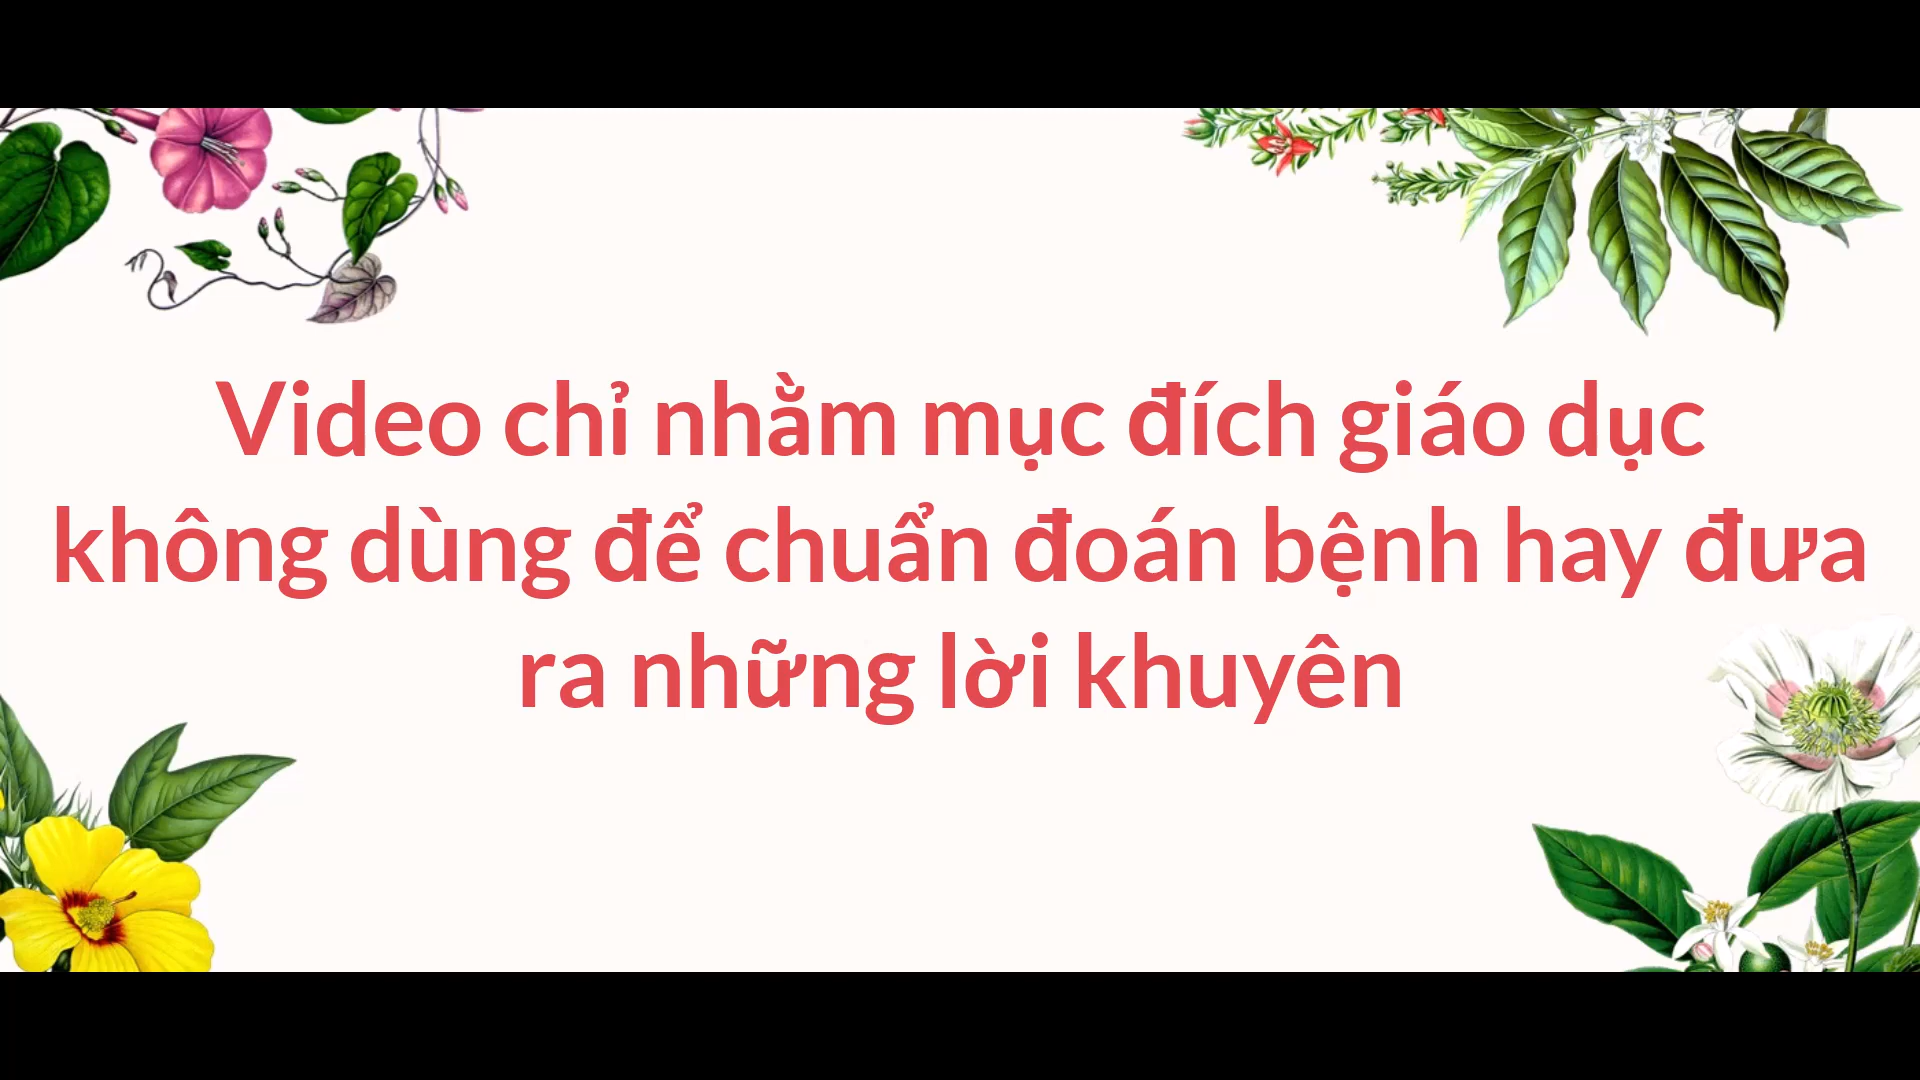 Video chỉ nhằm mục đích giáo dục
không dùng để chuẩn đoán bệnh hay đưa
ra những lời khuyên